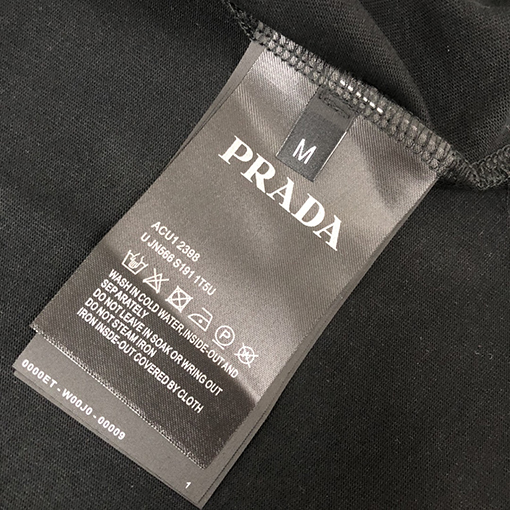 M
PRADA
ACU1 2398
UJN566 S191 1T5U
WASH IN COLD WATER, INSIDE-OUT AND
SEPARATELY
DO NOT LEAVE IN SOAK OR WRING OUT
DO NOT STEAM IRON
IRON INSIDE-OUT COVERED BY CLOTH
0000ET - W00J0 - 00009
1